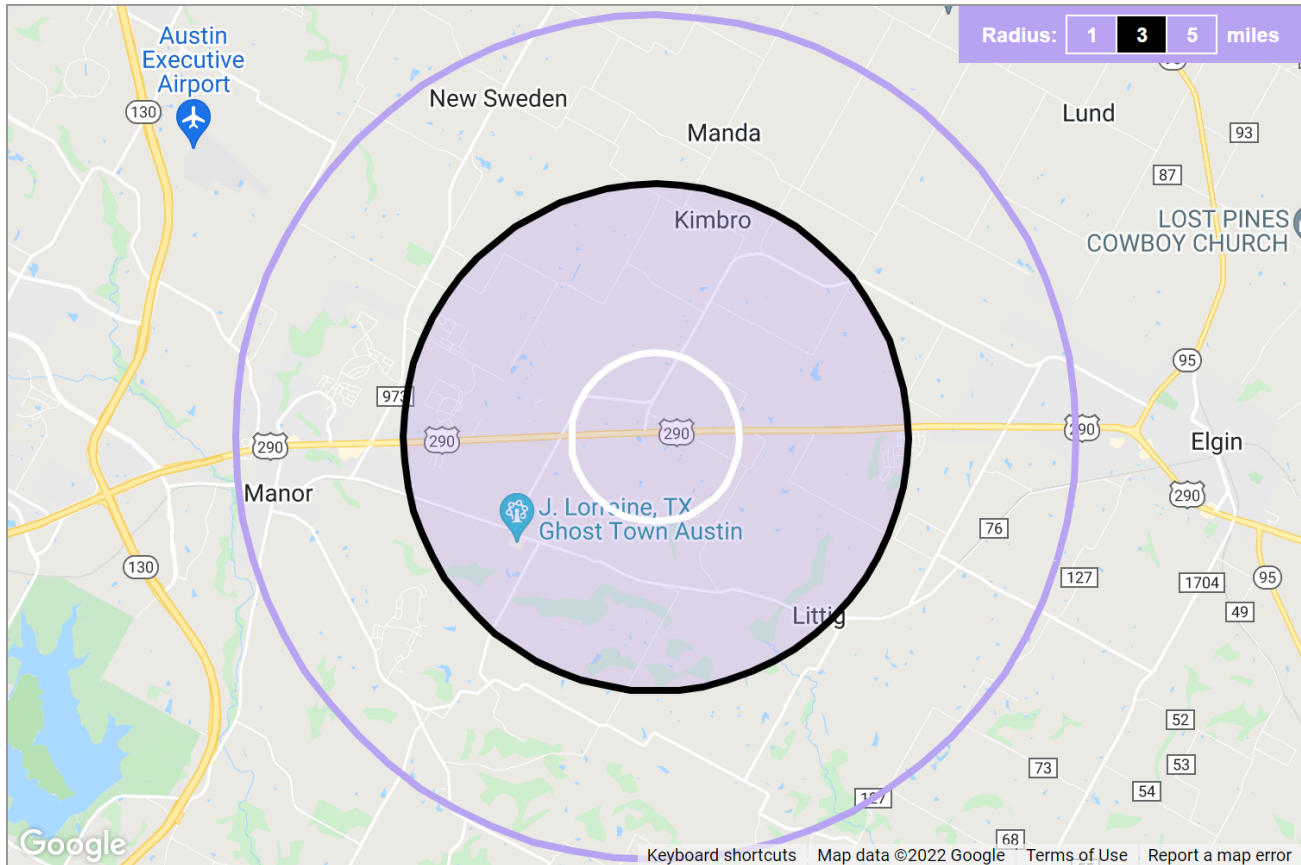 Radius: 1 3 5 miles
Austin
Executive
Airport
130
New Sweden
Manda
Lund
93
87
LOST PINES
COWBOY CHURCH
Kimbro
95
973
290
290
290
290
Elgin
Manor
290
J. Lorraine, TX
Ghost Town Austin
76
130
127
1704
95
49
Littig
52
53
73
54
127
68
Google
Keyboard shortcuts Map data ©2022 Google Terms of Use Report a map error